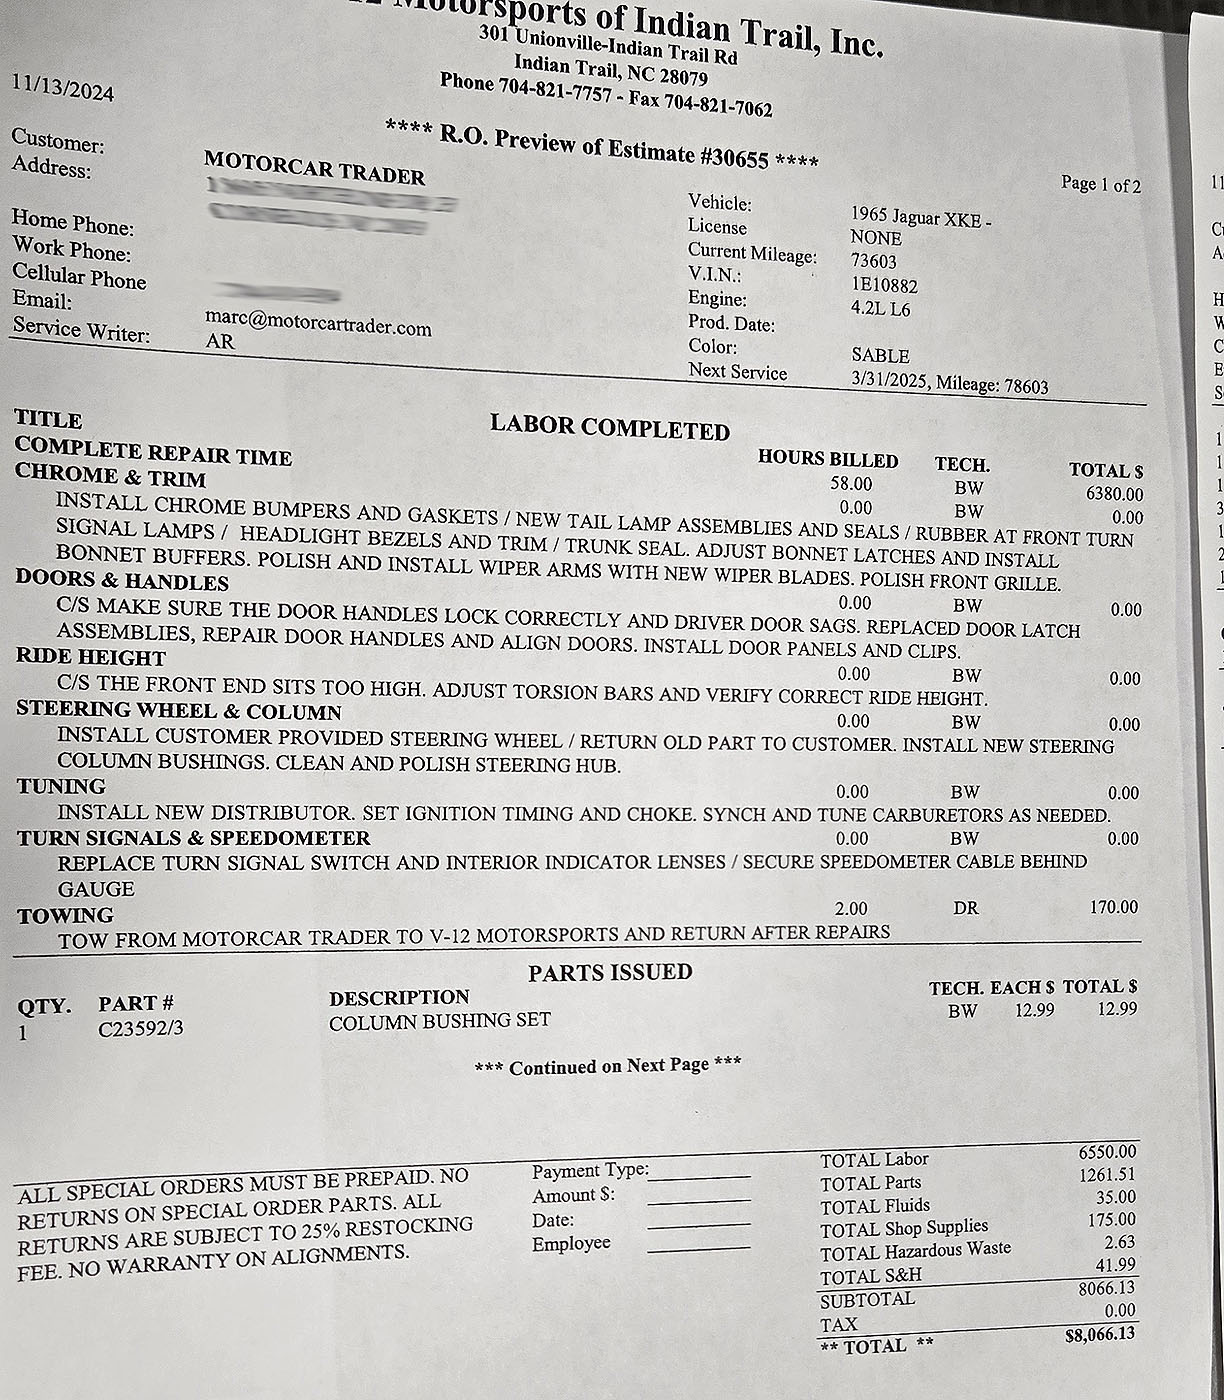 Motorsports of Indian Trail, Inc.
301 Unionville-Indian Trail Rd
Indian Trail, NC 28079
Phone 704-821-7757 - Fax 704-821-7062
11/13/2024
**** R.O. Preview of Estimate #30655 ****
Page 1 of 2
Customer: MOTORCAR TRADER
Address:
Home Phone:
Work Phone:
Cellular Phone
Email: marc@motorcartrader.com
Service Writer: AR
Vehicle: 1965 Jaguar XKE -
License NONE
Current Mileage: 73603
V.I.N.: 1E10882
Engine: 4.2L L6
Prod. Date:
Color: SABLE
Next Service 3/31/2025, Mileage: 78603
LABOR COMPLETED
TITLE HOURS BILLED TECH. TOTAL $
COMPLETE REPAIR TIME 58.00 BW 6380.00
CHROME & TRIM 0.00 BW 0.00
INSTALL CHROME BUMPERS AND GASKETS / NEW TAIL LAMP ASSEMBLIES AND SEALS / RUBBER AT FRONT TURN
SIGNAL LAMPS / HEADLIGHT BEZELS AND TRIM / TRUNK SEAL. ADJUST BONNET LATCHES AND INSTALL
BONNET BUFFERS. POLISH AND INSTALL WIPER ARMS WITH NEW WIPER BLADES. POLISH FRONT GRILLE.
DOORS & HANDLES 0.00 BW 0.00
C/S MAKE SURE THE DOOR HANDLES LOCK CORRECTLY AND DRIVER DOOR SAGS. REPLACED DOOR LATCH
ASSEMBLIES, REPAIR DOOR HANDLES AND ALIGN DOORS. INSTALL DOOR PANELS AND CLIPS.
RIDE HEIGHT 0.00 BW 0.00
C/S THE FRONT END SITS TOO HIGH. ADJUST TORSION BARS AND VERIFY CORRECT RIDE HEIGHT.
STEERING WHEEL & COLUMN 0.00 BW 0.00
INSTALL CUSTOMER PROVIDED STEERING WHEEL / RETURN OLD PART TO CUSTOMER. INSTALL NEW STEERING
COLUMN BUSHINGS. CLEAN AND POLISH STEERING HUB.
TUNING 0.00 BW 0.00
INSTALL NEW DISTRIBUTOR. SET IGNITION TIMING AND CHOKE. SYNCH AND TUNE CARBURETORS AS NEEDED.
TURN SIGNALS & SPEEDOMETER 0.00 BW 0.00
REPLACE TURN SIGNAL SWITCH AND INTERIOR INDICATOR LENSES / SECURE SPEEDOMETER CABLE BEHIND
GAUGE
TOWING 2.00 DR 170.00
TOW FROM MOTORCAR TRADER TO V-12 MOTORSPORTS AND RETURN AFTER REPAIRS
PARTS ISSUED
QTY. PART # DESCRIPTION TECH. EACH $ TOTAL $
1 C23592/3 COLUMN BUSHING SET BW 12.99 12.99
*** Continued on Next Page ***
ALL SPECIAL ORDERS MUST BE PREPAID. NO
RETURNS ON SPECIAL ORDER PARTS. ALL
RETURNS ARE SUBJECT TO 25% RESTOCKING
FEE. NO WARRANTY ON ALIGNMENTS.
Payment Type:
Amount $:
Date:
Employee
TOTAL Labor 6550.00
TOTAL Parts 1261.51
TOTAL Fluids 35.00
TOTAL Shop Supplies 175.00
TOTAL Hazardous Waste 2.63
TOTAL S&H 41.99
SUBTOTAL 8066.13
TAX 0.00
** TOTAL ** $8,066.13